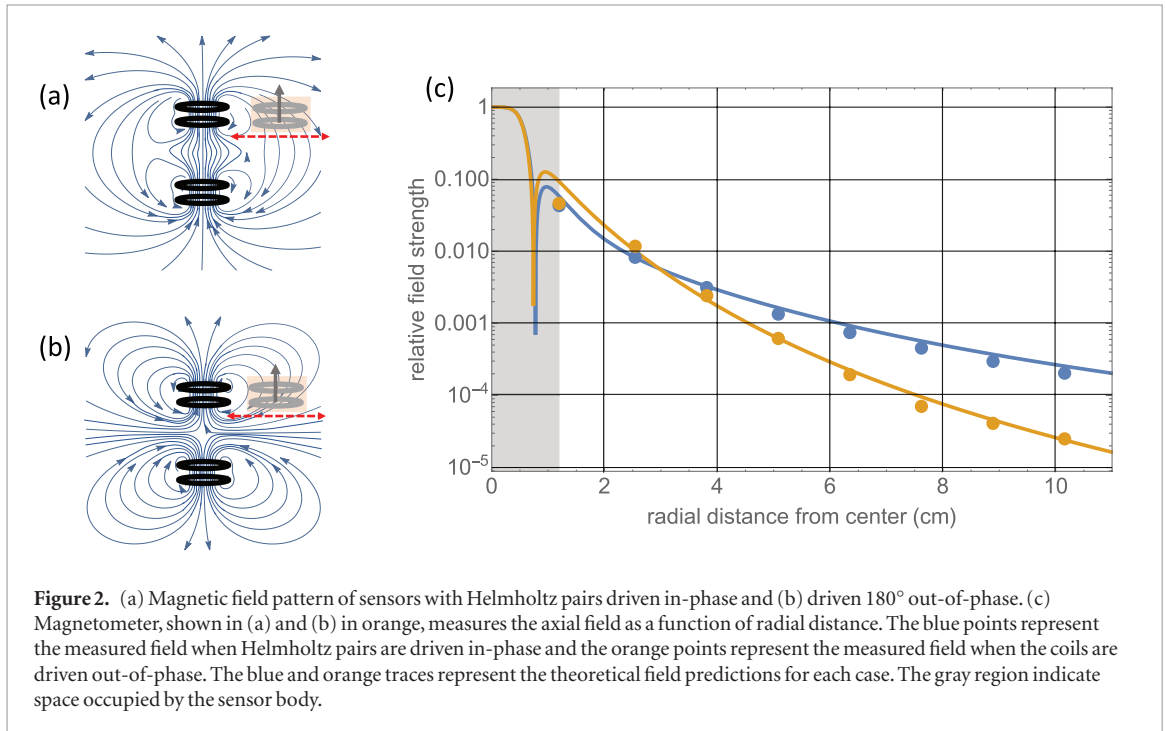 (a)
(b)
(c)
relative field strength
1
0.100
0.010
0.001
10⁻⁴
10⁻⁵
0 2 4 6 8 10
radial distance from center (cm)
Figure 2. (a) Magnetic field pattern of sensors with Helmholtz pairs driven in-phase and (b) driven 180° out-of-phase. (c)
Magnetometer, shown in (a) and (b) in orange, measures the axial field as a function of radial distance. The blue points represent
the measured field when Helmholtz pairs are driven in-phase and the orange points represent the measured field when the coils are
driven out-of-phase. The blue and orange traces represent the theoretical field predictions for each case. The gray region indicate
space occupied by the sensor body.